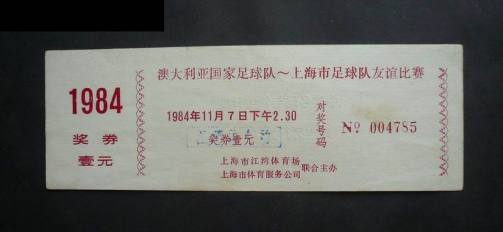 1984
奖券
壹元
澳大利亚国家足球队～上海市足球队友谊比赛
1984年11月7日下午2.30
奖券壹元
对奖号码
Nº 004785
上海市江湾体育场
上海市体育服务公司
联合主办